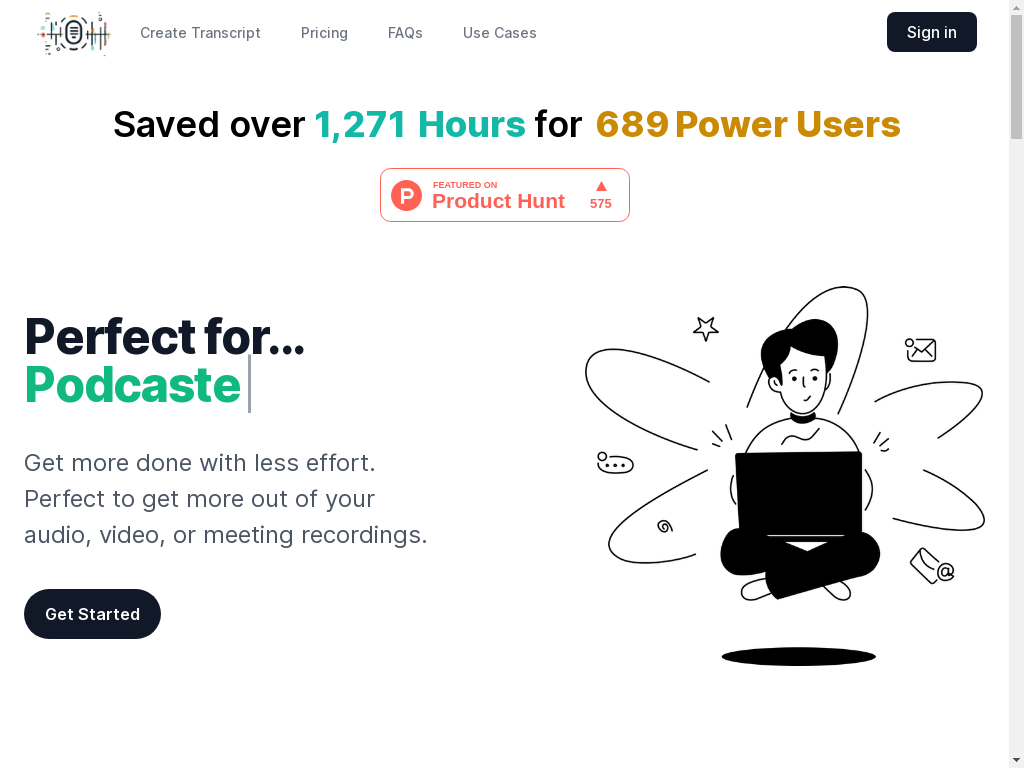 Create Transcript
Pricing
FAQs
Use Cases
Sign in
Saved over 1,271 Hours for 689 Power Users
FEATURED ON
Product Hunt
575
Perfect for...
Podcaste
Get more done with less effort.
Perfect to get more out of your
audio, video, or meeting recordings.
Get Started